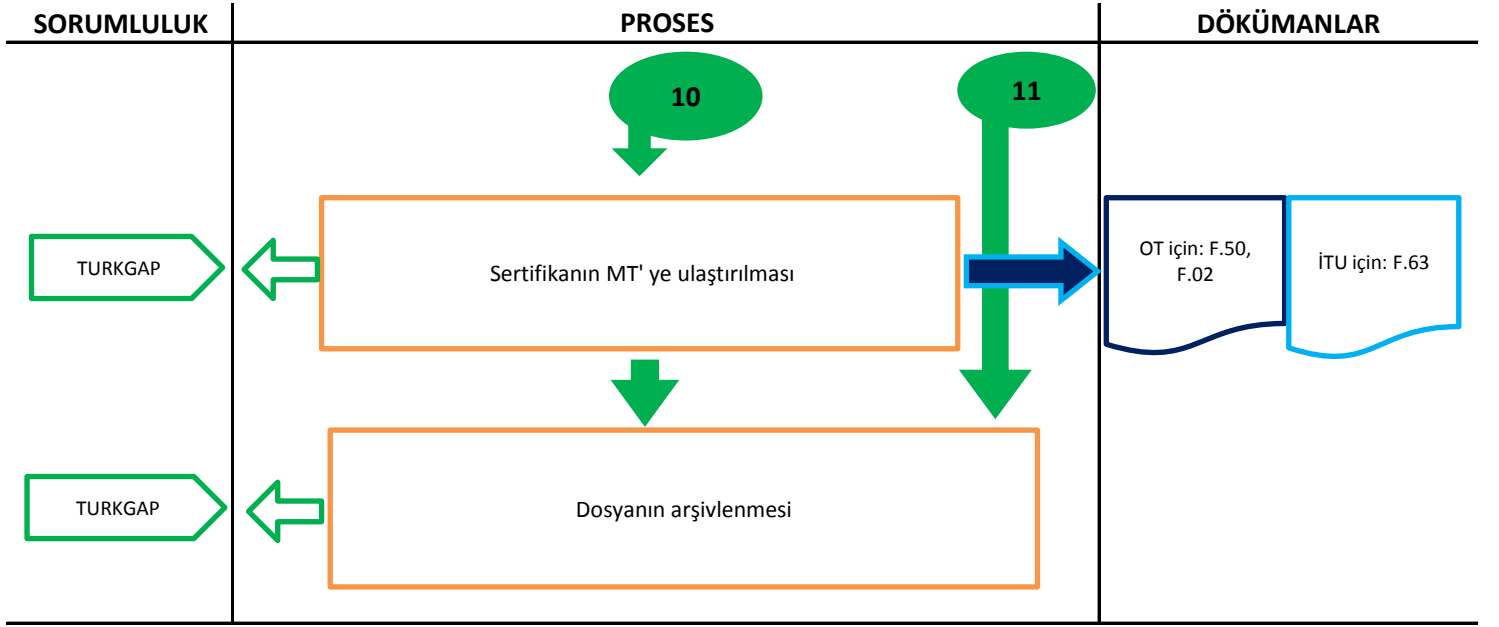 SORUMLULUK
PROSES
DÖKÜMANLAR
10
11
TURKGAP
Sertifikanın MT' ye ulaştırılması
OT için: F.50,
F.02
İTU için: F.63
TURKGAP
Dosyanın arşivlenmesi